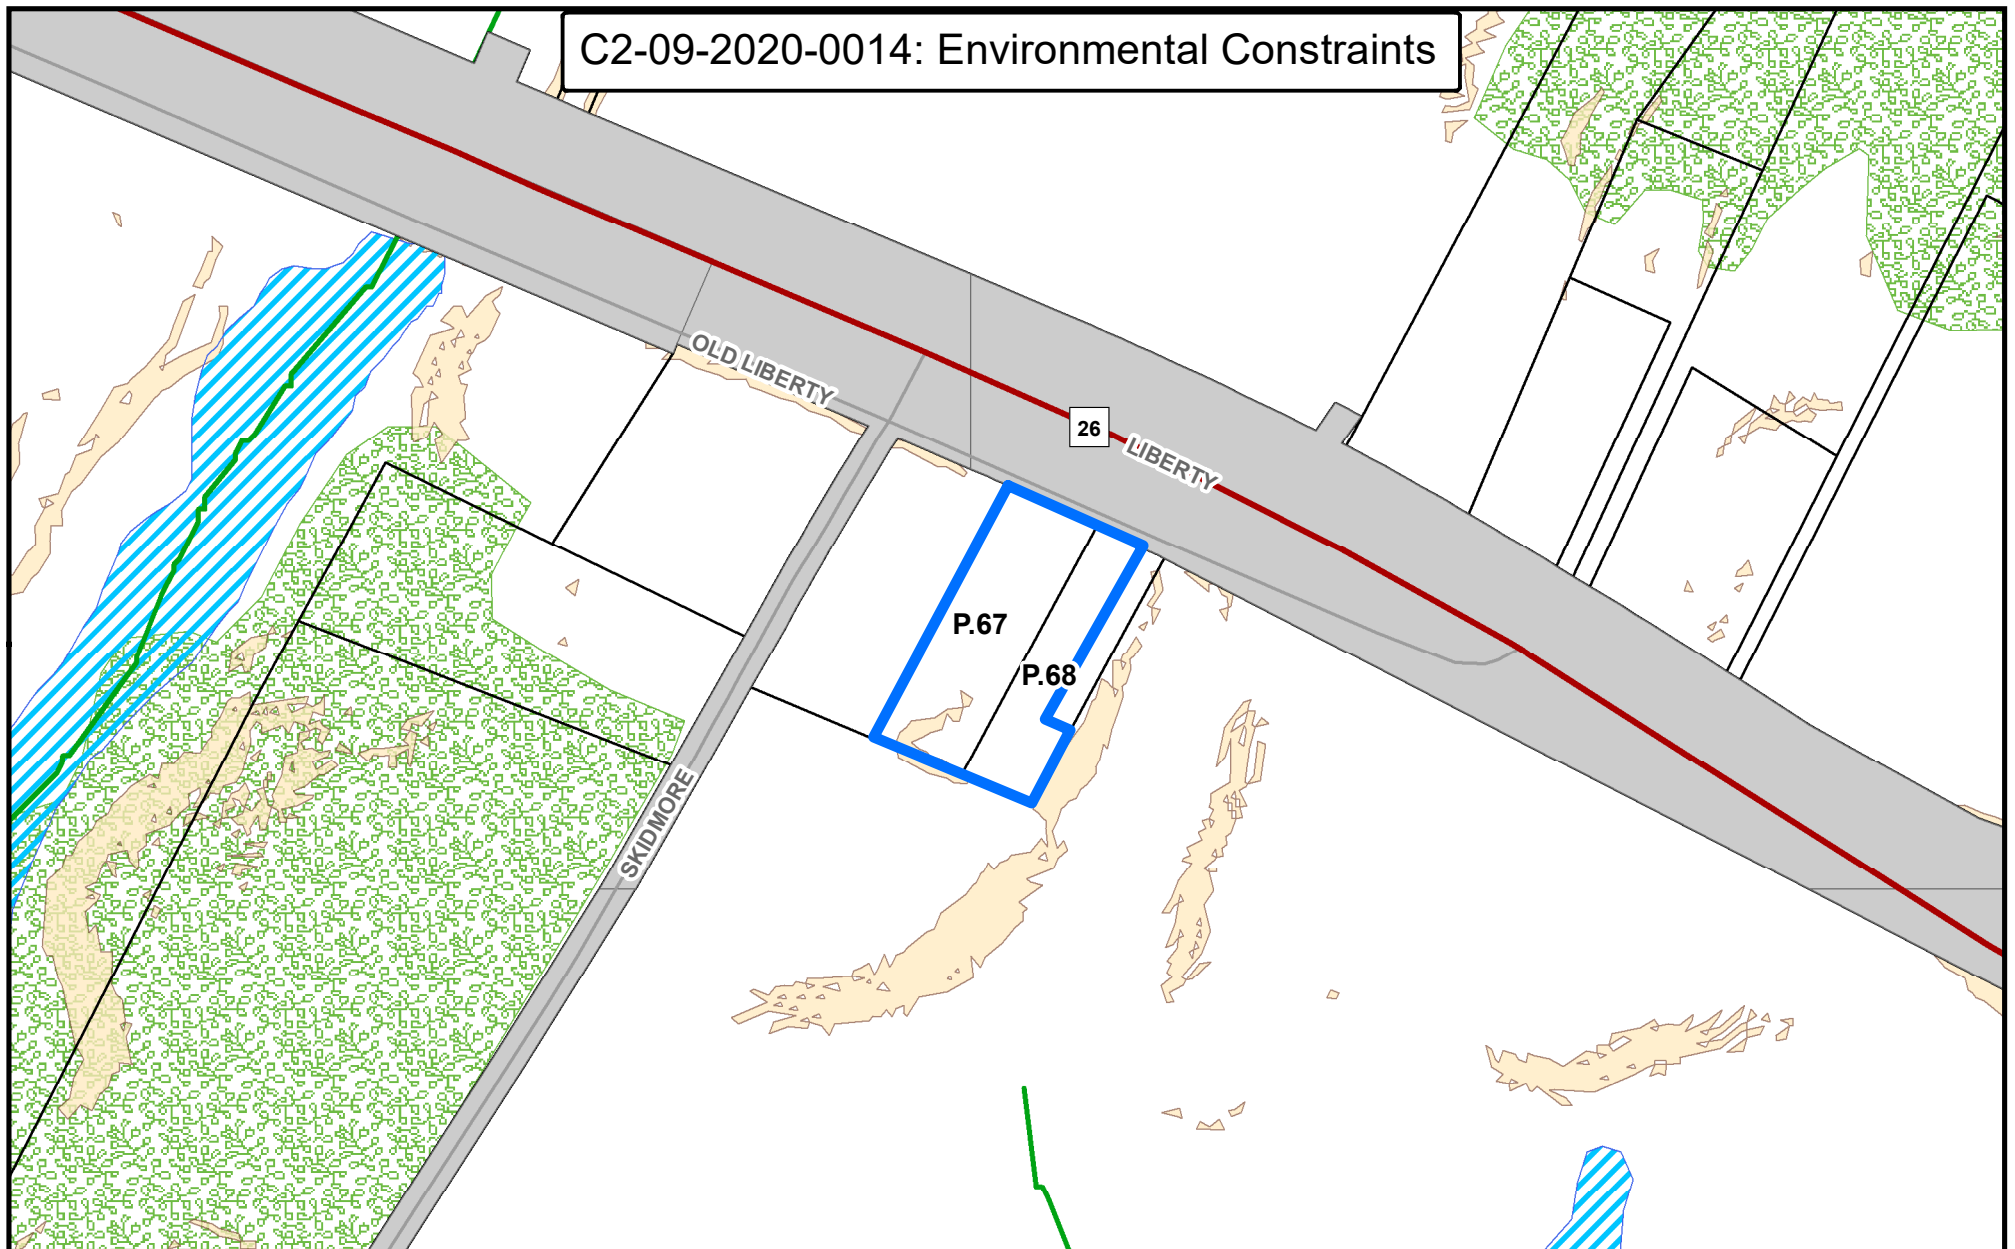 C2-09-2020-0014: Environmental Constraints
OLD LIBERTY
26
LIBERTY
P.67
P.68
SKIDMORE